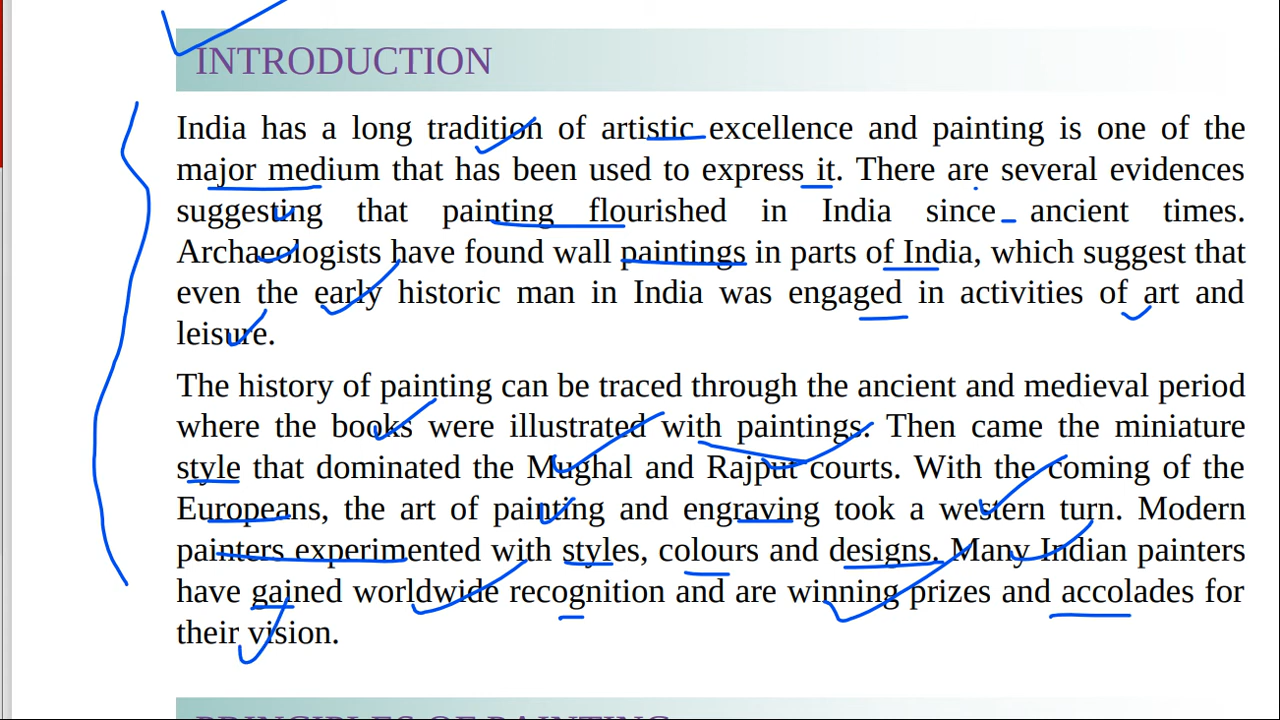 INTRODUCTION
India has a long tradition of artistic excellence and painting is one of the
major medium that has been used to express it. There are several evidences
suggesting that painting flourished in India since ancient times.
Archaeologists have found wall paintings in parts of India, which suggest that
even the early historic man in India was engaged in activities of art and
leisure.
The history of painting can be traced through the ancient and medieval period
where the books were illustrated with paintings. Then came the miniature
style that dominated the Mughal and Rajput courts. With the coming of the
Europeans, the art of painting and engraving took a western turn. Modern
painters experimented with styles, colours and designs. Many Indian painters
have gained worldwide recognition and are winning prizes and accolades for
their vision.
PRINCIPLES OF PAINTING